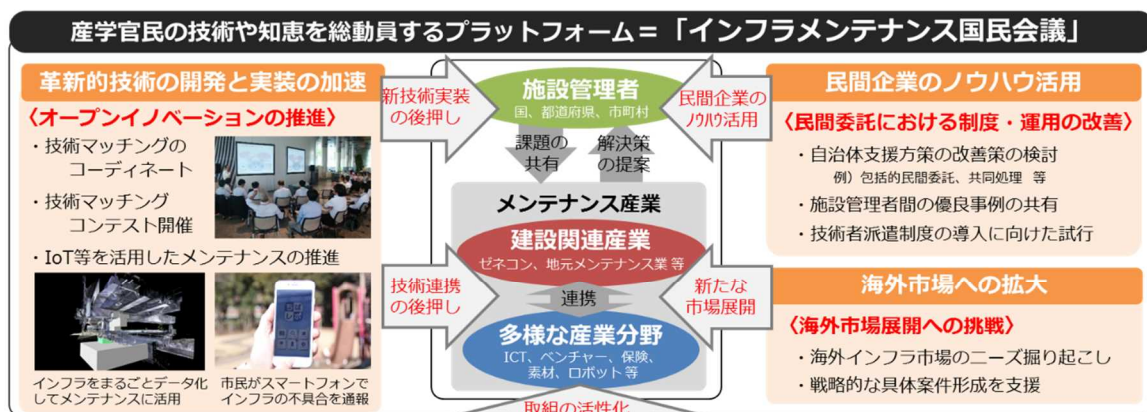 産学官民の技術や知恵を総動員するプラットフォーム＝「インフラメンテナンス国民会議」
革新的技術の開発と実装の加速
〈オープンイノベーションの推進〉
・技術マッチングの
コーディネート
・技術マッチング
コンテスト開催
・IoT等を活用したメンテナンスの推進
インフラをまるごとデータ化
してメンテナンスに活用
市民がスマートフォンで
インフラの不具合を通報
新技術実装
の後押し
施設管理者
国、都道府県、市町村
民間企業の
ノウハウ活用
課題の
共有
解決策
の提案
メンテナンス産業
建設関連産業
ゼネコン、地元メンテナンス業 等
技術連携
の後押し
連携
新たな
市場展開
多様な産業分野
ICT、ベンチャー、保険、
素材、ロボット 等
取組の活性化
民間企業のノウハウ活用
〈民間委託における制度・運用の改善〉
・自治体支援方策の改善策の検討
例）包括的民間委託、共同処理 等
・施設管理者間の優良事例の共有
・技術者派遣制度の導入に向けた試行
海外市場への拡大
〈海外市場展開への挑戦〉
・海外インフラ市場のニーズ掘り起こし
・戦略的な具体案件形成を支援